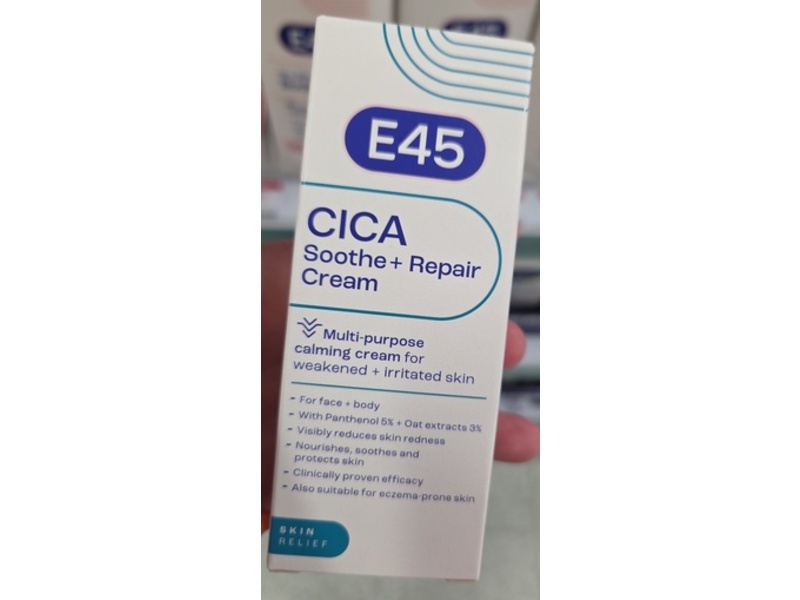 E45
CICA
Soothe + Repair
Cream
Multi-purpose
calming cream for
weakened + irritated skin
- For face + body
- With Panthenol 5% + Oat extracts 3%
- Visibly reduces skin redness
- Nourishes, soothes and
protects skin
- Clinically proven efficacy
- Also suitable for eczema-prone skin
SKIN
RELIEF